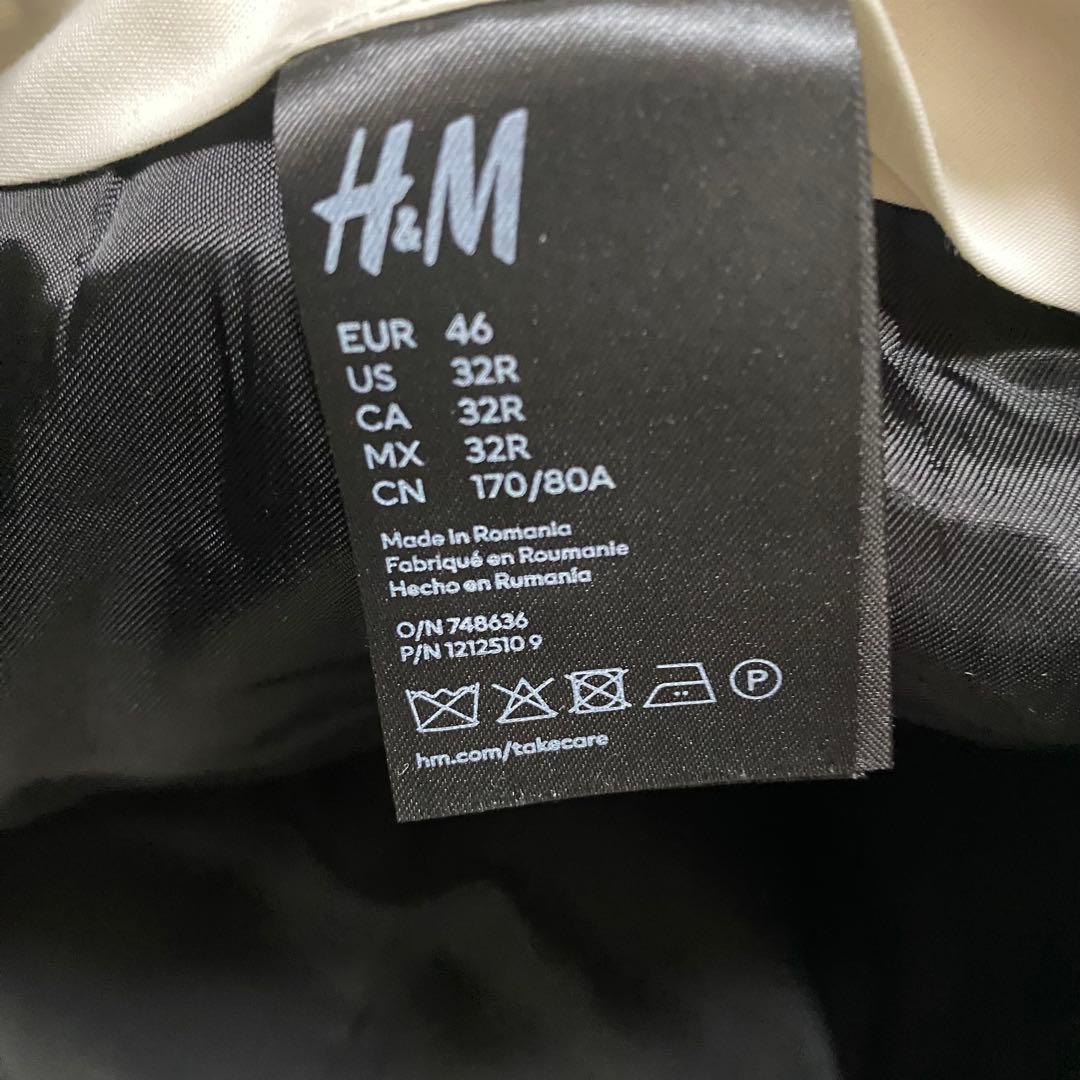 H&M
EUR 46
US 32R
CA 32R
MX 32R
CN 170/80A
Made in Romania
Fabriqué en Roumanie
Hecho en Rumanía
O/N 748636
P/N 1212510 9
P
hm.com/takecare